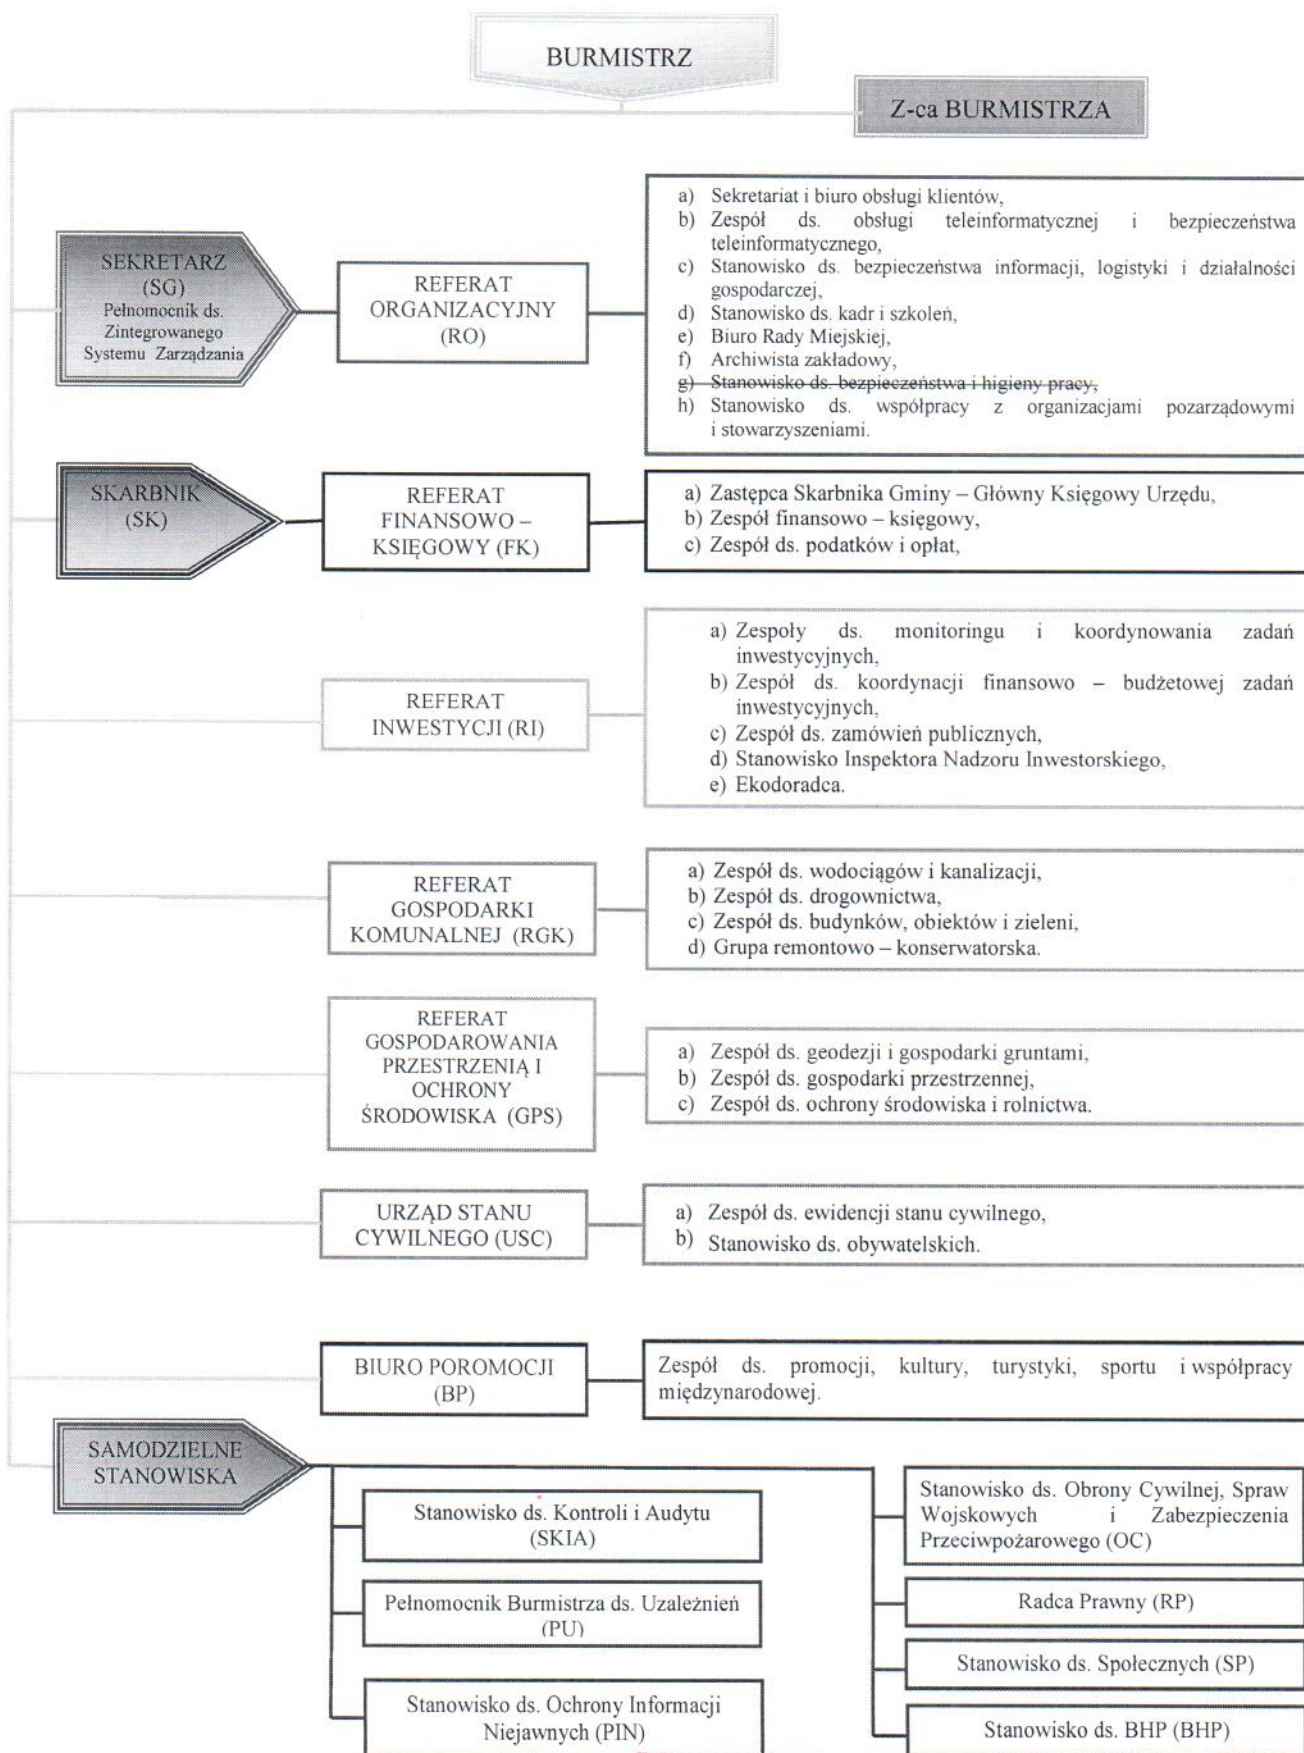 BURMISTRZ
Z-ca BURMISTRZA
SEKRETARZ
(SG)
Pełnomocnik ds.
Zintegrowanego
Systemu Zarządzania
REFERAT
ORGANIZACYJNY
(RO)
a) Sekretariat i biuro obsługi klientów,
b) Zespół ds. obsługi teleinformatycznej i bezpieczeństwa
teleinformatycznego,
c) Stanowisko ds. bezpieczeństwa informacji, logistyki i działalności
gospodarczej,
d) Stanowisko ds. kadr i szkoleń,
e) Biuro Rady Miejskiej,
f) Archiwista zakładowy,
g) Stanowisko ds. bezpieczeństwa i higieny pracy,
h) Stanowisko ds. współpracy z organizacjami pozarządowymi
i stowarzyszeniami.
SKARBNIK
(SK)
REFERAT
FINANSOWO –
KSIĘGOWY (FK)
a) Zastępca Skarbnika Gminy – Główny Księgowy Urzędu,
b) Zespół finansowo – księgowy,
c) Zespół ds. podatków i opłat,
REFERAT
INWESTYCJI (RI)
a) Zespoły ds. monitoringu i koordynowania zadań
inwestycyjnych,
b) Zespół ds. koordynacji finansowo – budżetowej zadań
inwestycyjnych,
c) Zespół ds. zamówień publicznych,
d) Stanowisko Inspektora Nadzoru Inwestorskiego,
e) Ekodoradca.
REFERAT
GOSPODARKI
KOMUNALNEJ (RGK)
a) Zespół ds. wodociągów i kanalizacji,
b) Zespół ds. drogownictwa,
c) Zespół ds. budynków, obiektów i zieleni,
d) Grupa remontowo – konserwatorska.
REFERAT
GOSPODAROWANIA
PRZESTRZENIĄ I
OCHRONY
ŚRODOWISKA (GPS)
a) Zespół ds. geodezji i gospodarki gruntami,
b) Zespół ds. gospodarki przestrzennej,
c) Zespół ds. ochrony środowiska i rolnictwa.
URZĄD STANU
CYWILNEGO (USC)
a) Zespół ds. ewidencji stanu cywilnego,
b) Stanowisko ds. obywatelskich.
BIURO POROMOCJI
(BP)
Zespół ds. promocji, kultury, turystyki, sportu i współpracy
międzynarodowej.
SAMODZIELNE
STANOWISKA
Stanowisko ds. Kontroli i Audytu
(SKIA)
Pełnomocnik Burmistrza ds. Uzależnień
(PU)
Stanowisko ds. Ochrony Informacji
Niejawnych (PIN)
Stanowisko ds. Obrony Cywilnej, Spraw
Wojskowych i Zabezpieczenia
Przeciwpożarowego (OC)
Radca Prawny (RP)
Stanowisko ds. Społecznych (SP)
Stanowisko ds. BHP (BHP)